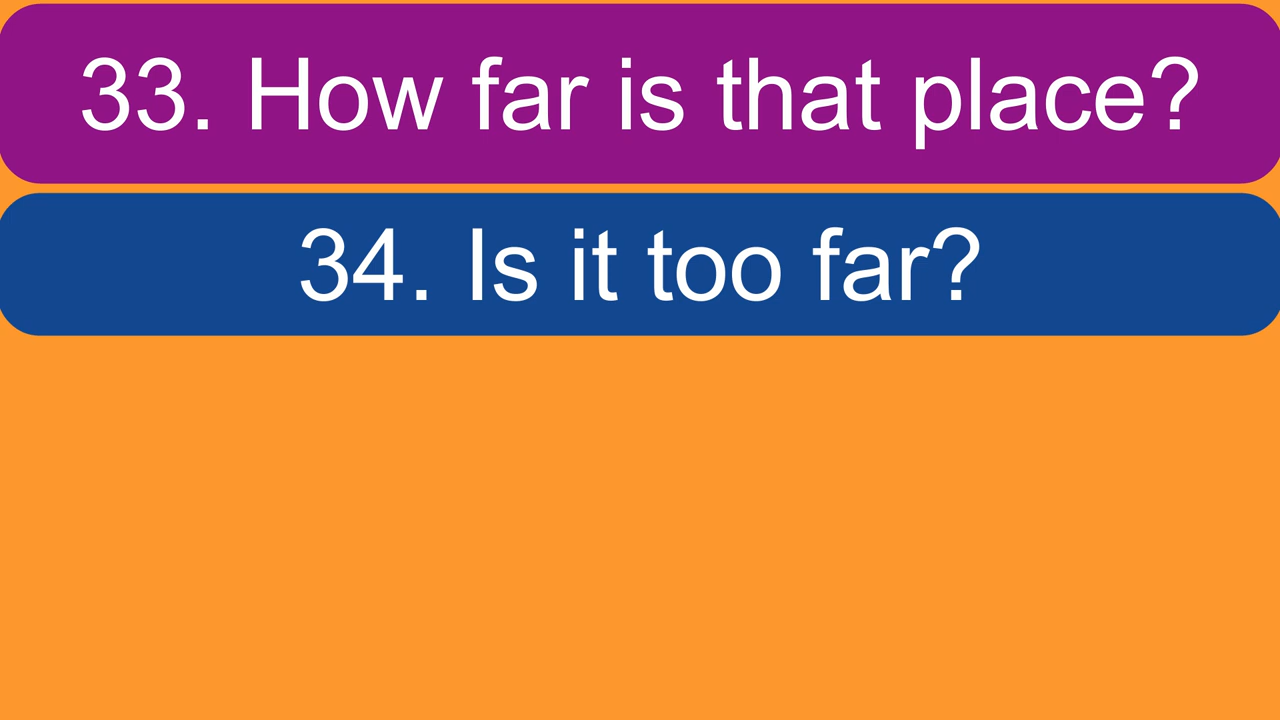 33. How far is that place?
34. Is it too far?